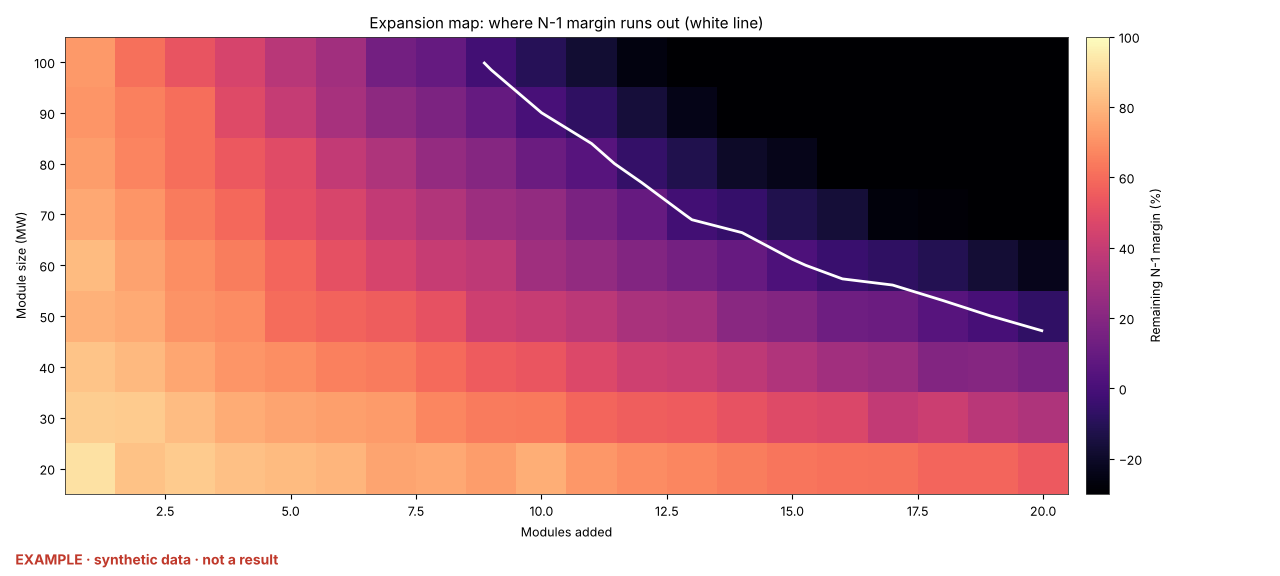 Expansion map: where N-1 margin runs out (white line)
Module size (MW)
100
90
80
70
60
50
40
30
20
2.5 5.0 7.5 10.0 12.5 15.0 17.5 20.0
Modules added
100
80
60
40
20
0
−20
Remaining N-1 margin (%)
EXAMPLE · synthetic data · not a result